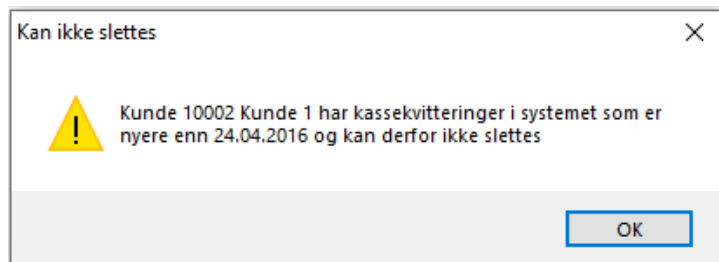 Kan ikke slettes
Kunde 10002 Kunde 1 har kassekvitteringer i systemet som er
nyere enn 24.04.2016 og kan derfor ikke slettes
OK